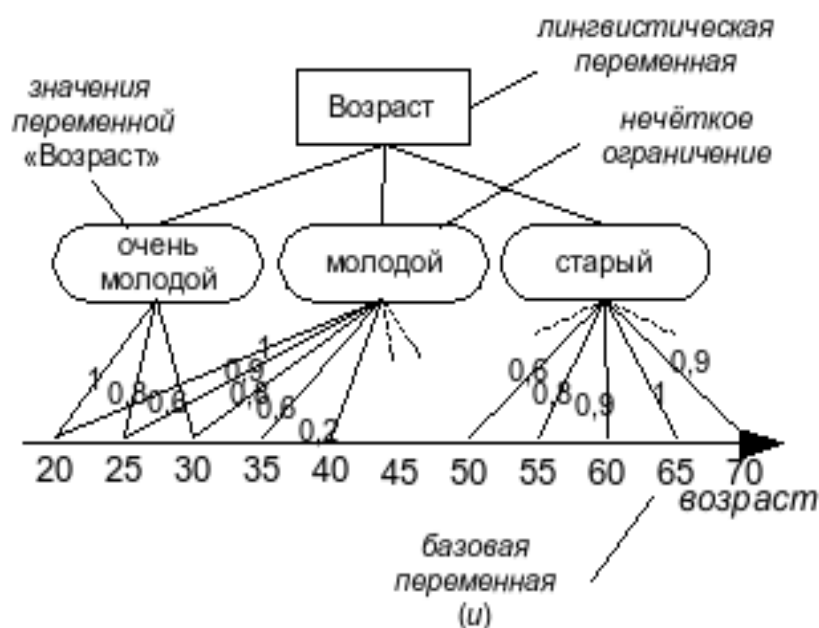 лингвистическая
переменная
значения
переменной
«Возраст»
Возраст
нечёткое
ограничение
очень
молодой
молодой
старый
1
0,8
0,6
1
0,9
0,8
0,6
0,2
0,6
0,8
0,9
1
0,9
20 25 30 35 40 45 50 55 60 65 70
возраст
базовая
переменная
(u)